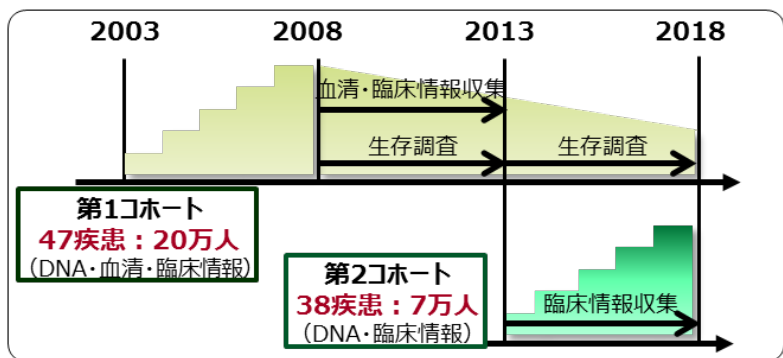 2003 2008 2013 2018
血清・臨床情報収集
生存調査 生存調査
第1コホート
47疾患：20万人
（DNA・血清・臨床情報）
第2コホート
38疾患：7万人
（DNA・臨床情報）
臨床情報収集